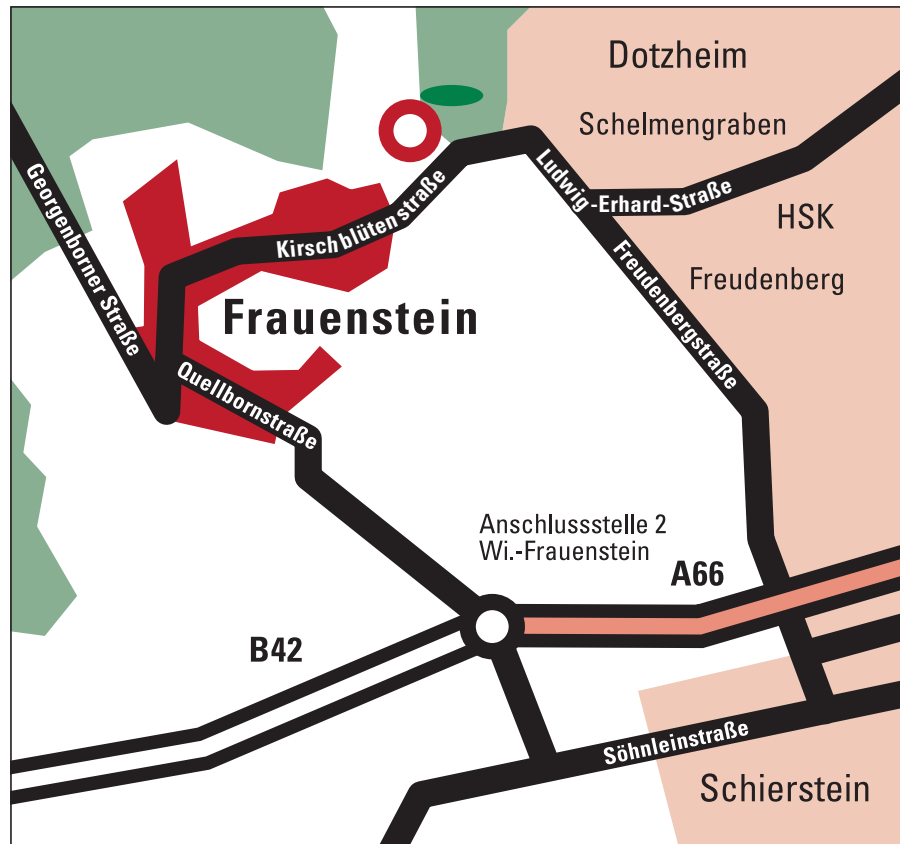 Dotzheim
Schelmengraben
Ludwig-Erhard-Straße
HSK
Georgenborner Straße
Kirschblütenstraße
Freudenberg
Freudenbergstraße
Frauenstein
Quellbornstraße
Anschlussstelle 2
Wi.-Frauenstein
A66
B42
Söhnleinstraße
Schierstein